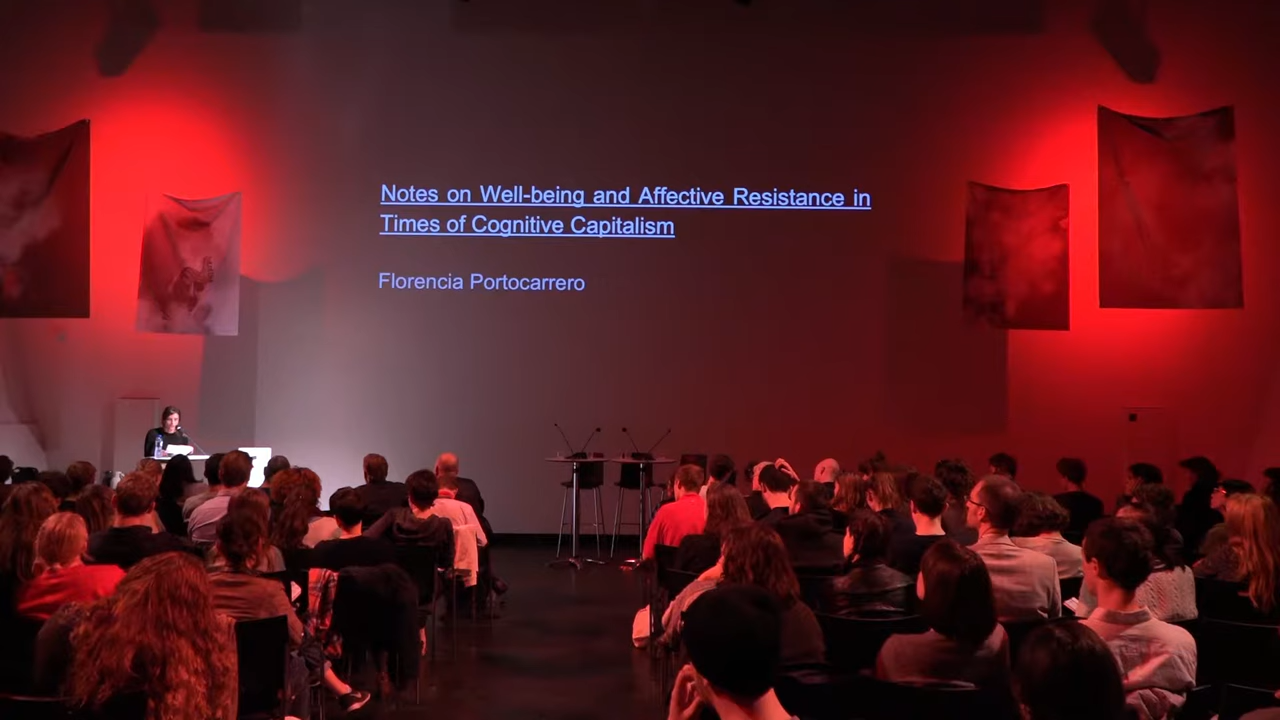 Notes on Well-being and Affective Resistance in
Times of Cognitive Capitalism
Florencia Portocarrero